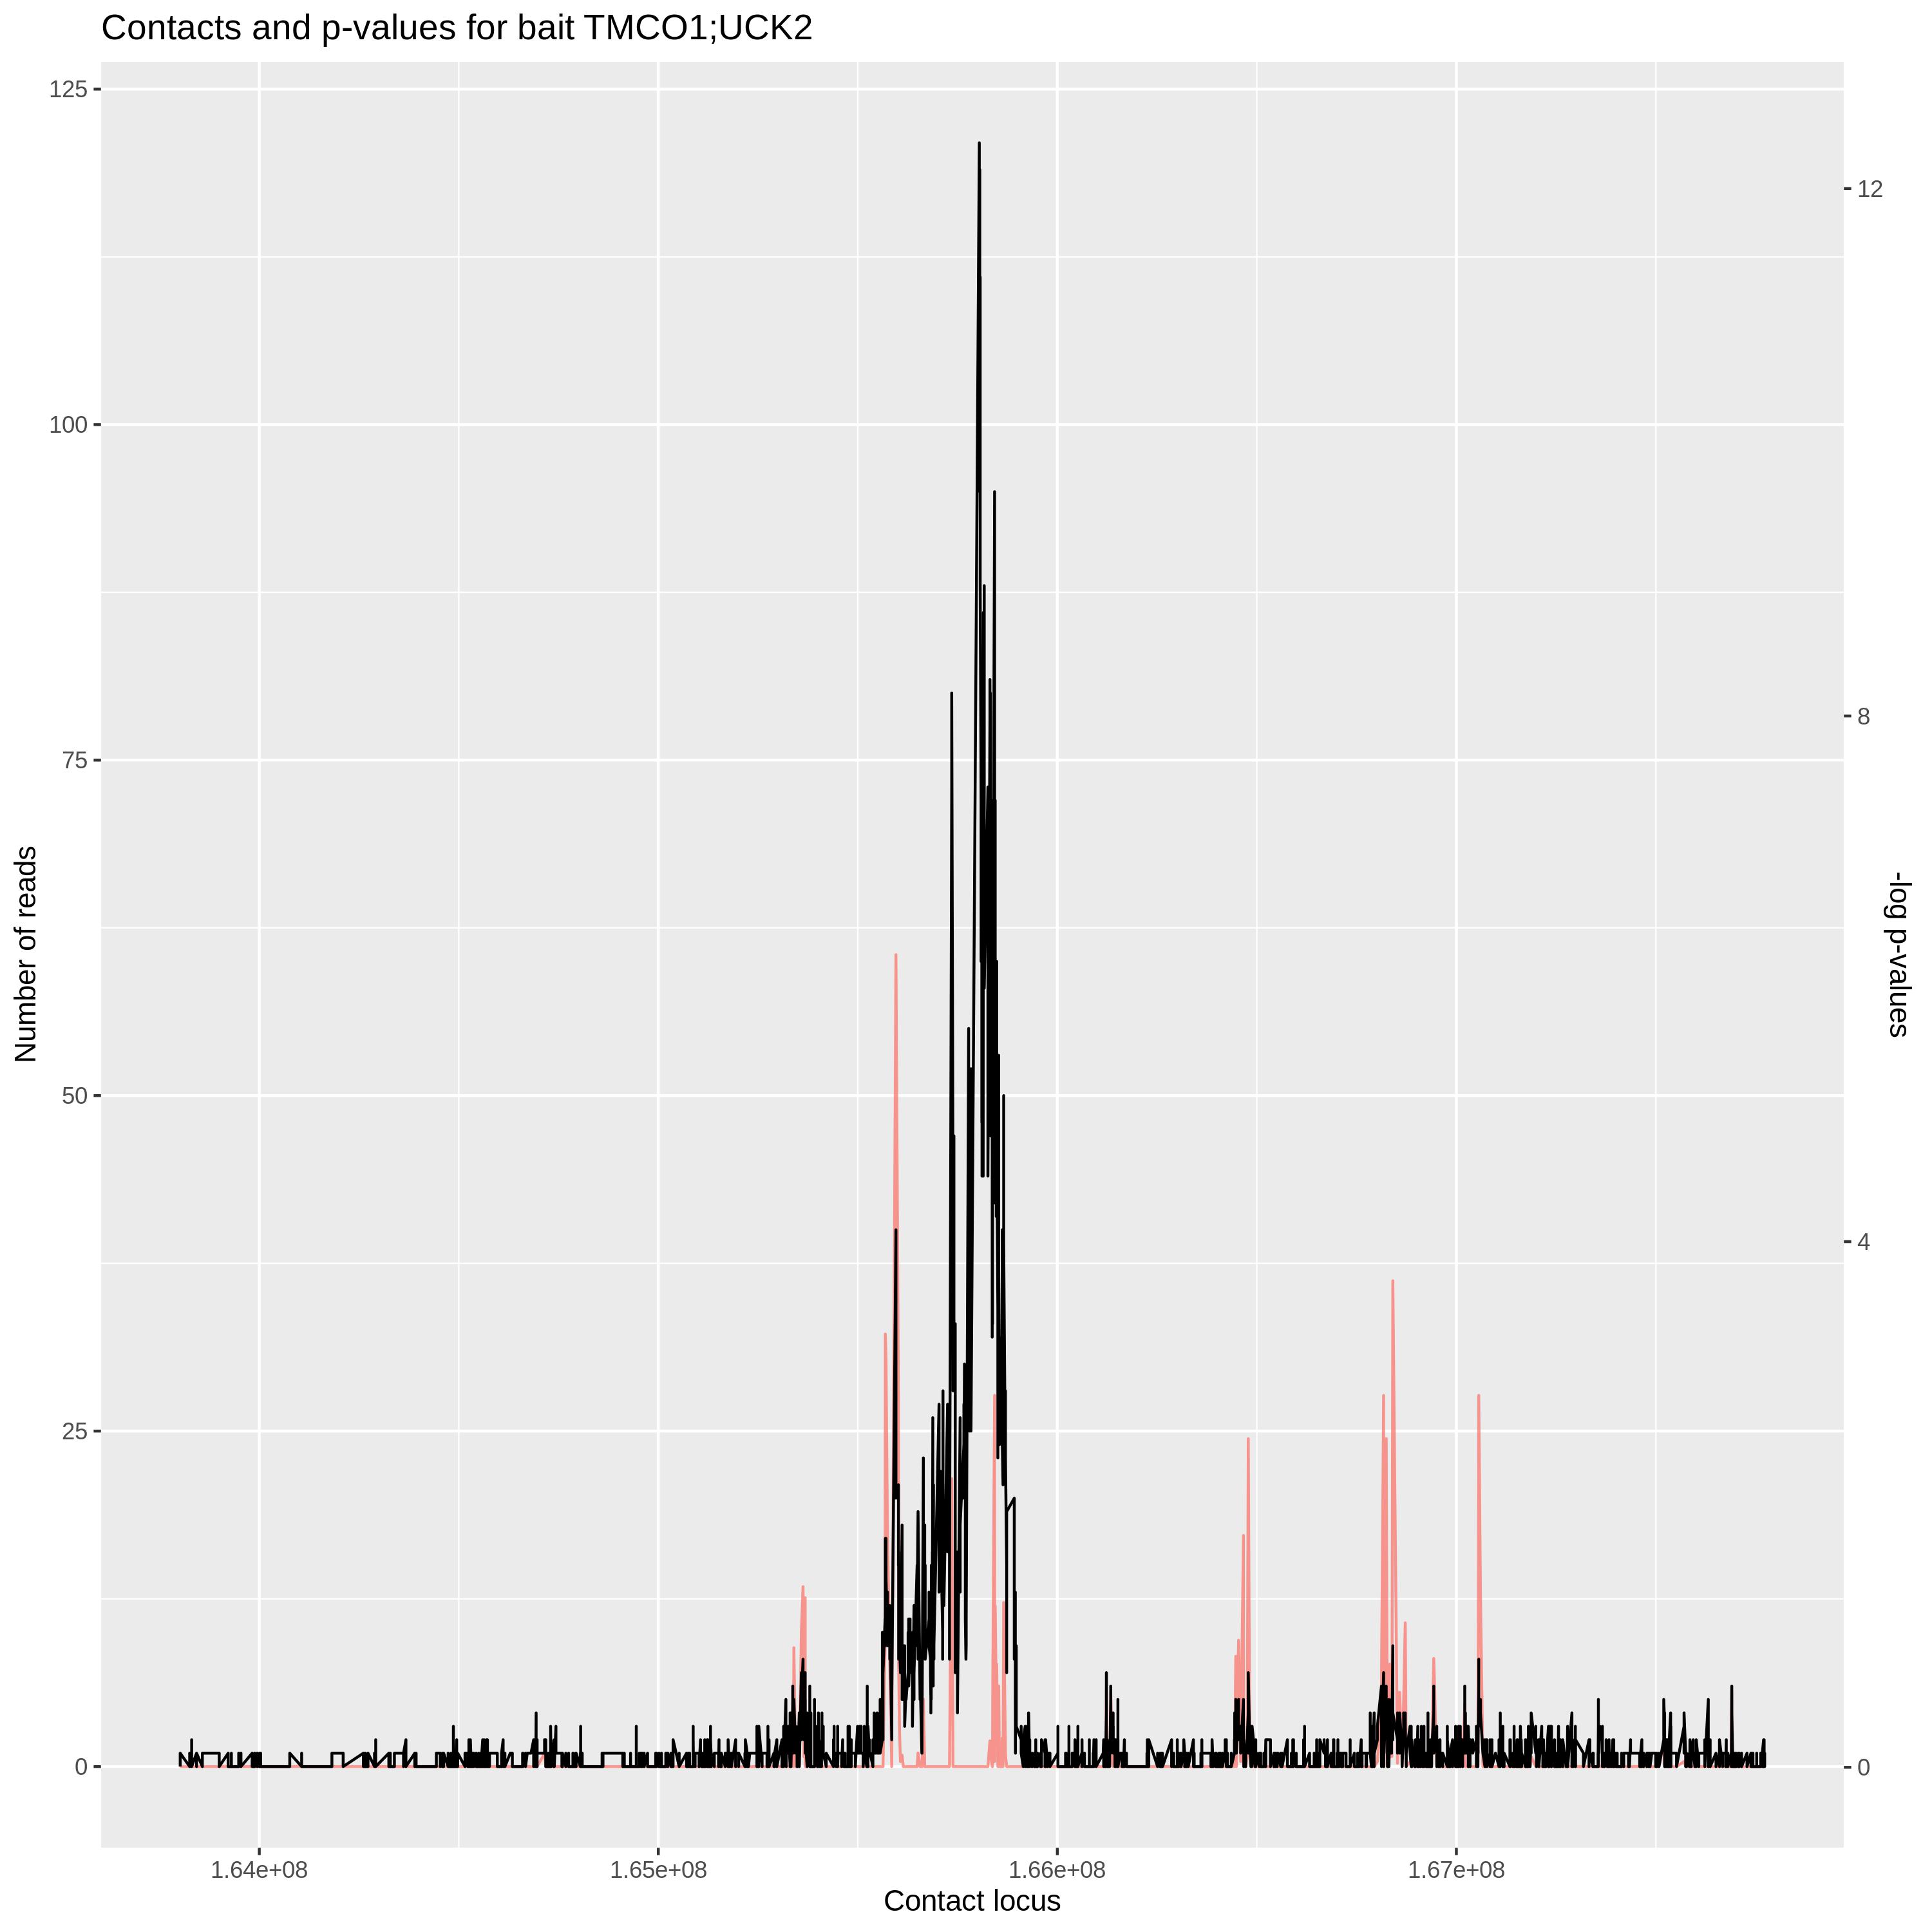 Contacts and p-values for bait TMCO1;UCK2
125
100
75
50
25
0
12
8
4
0
Number of reads
-log p-values
1.64e+08
1.65e+08
1.66e+08
1.67e+08
Contact locus